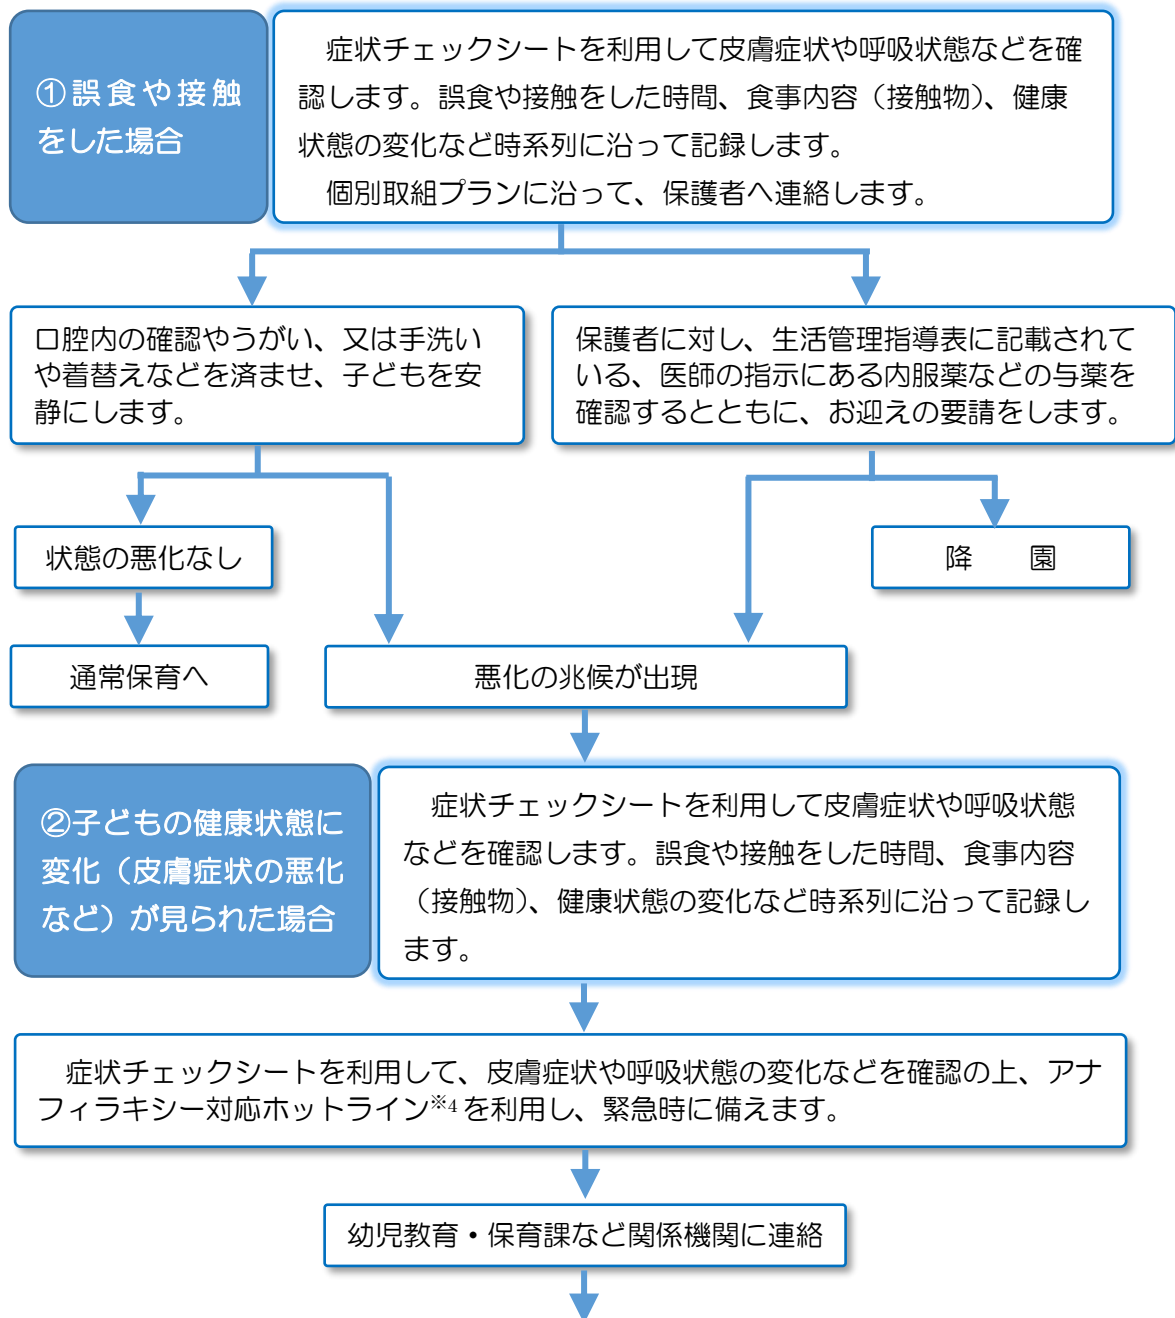 ①誤食や接触
をした場合
症状チェックシートを利用して皮膚症状や呼吸状態などを確
認します。誤食や接触をした時間、食事内容（接触物）、健康
状態の変化など時系列に沿って記録します。
個別取組プランに沿って、保護者へ連絡します。
口腔内の確認やうがい、又は手洗い
や着替えなどを済ませ、子どもを安
静にします。
保護者に対し、生活管理指導表に記載されて
いる、医師の指示にある内服薬などの与薬を
確認するとともに、お迎えの要請をします。
状態の悪化なし
降　　園
通常保育へ
悪化の兆候が出現
②子どもの健康状態に
変化（皮膚症状の悪化
など）が見られた場合
症状チェックシートを利用して皮膚症状や呼吸状態
などを確認します。誤食や接触をした時間、食事内容
（接触物）、健康状態の変化など時系列に沿って記録し
ます。
症状チェックシートを利用して、皮膚症状や呼吸状態の変化などを確認の上、アナ
フィラキシー対応ホットライン※4を利用し、緊急時に備えます。
幼児教育・保育課など関係機関に連絡